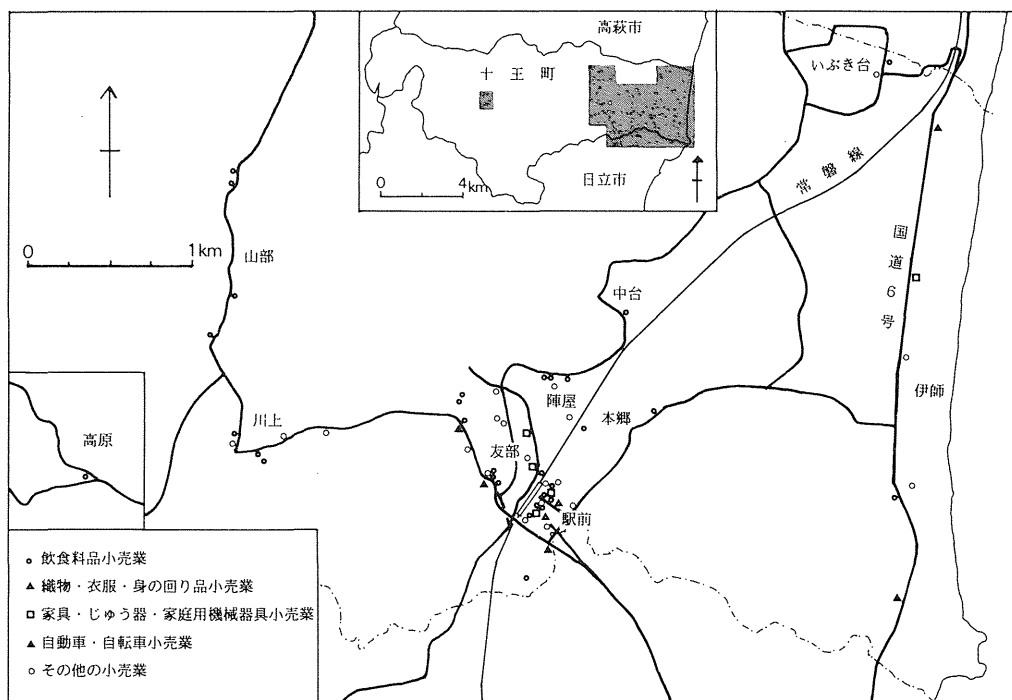 高萩市
十王町
0 4km
日立市
いぶき台
常磐線
国道6号
0 1km
山部
中台
伊師
陣屋
本郷
川上
友部
高原
駅前
飲食料品小売業
織物・衣服・身の回り品小売業
家具・じゅう器・家庭用機械器具小売業
自動車・自転車小売業
その他の小売業